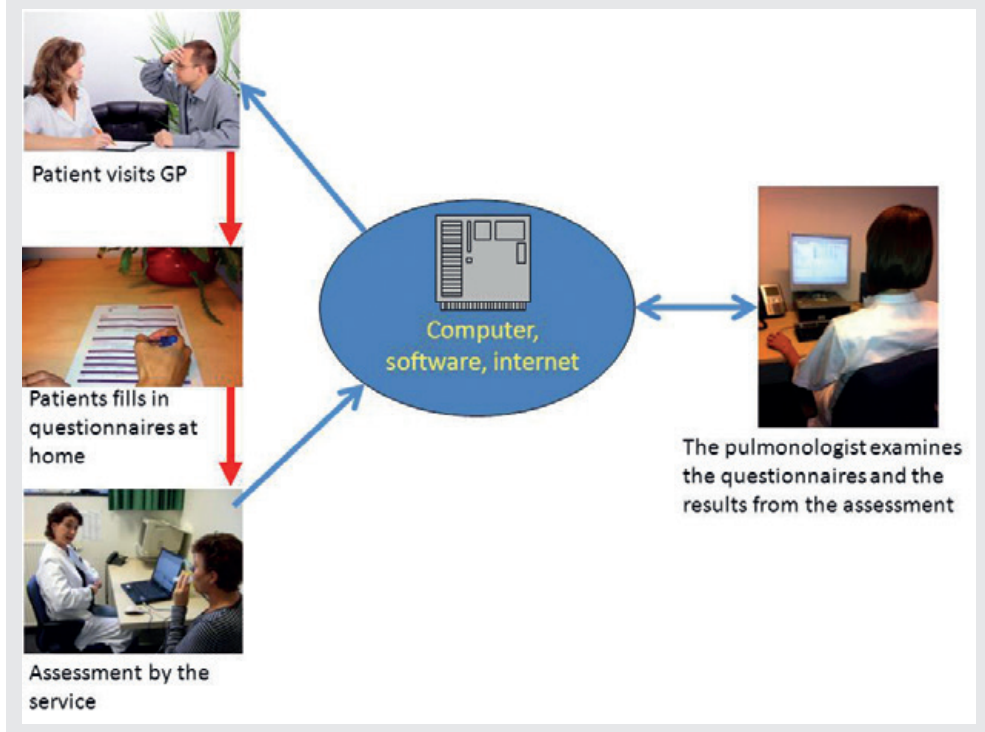 Patient visits GP
Patients fills in
questionnaires at
home
Assessment by the
service
Computer,
software, internet
The pulmonologist examines
the questionnaires and the
results from the assessment